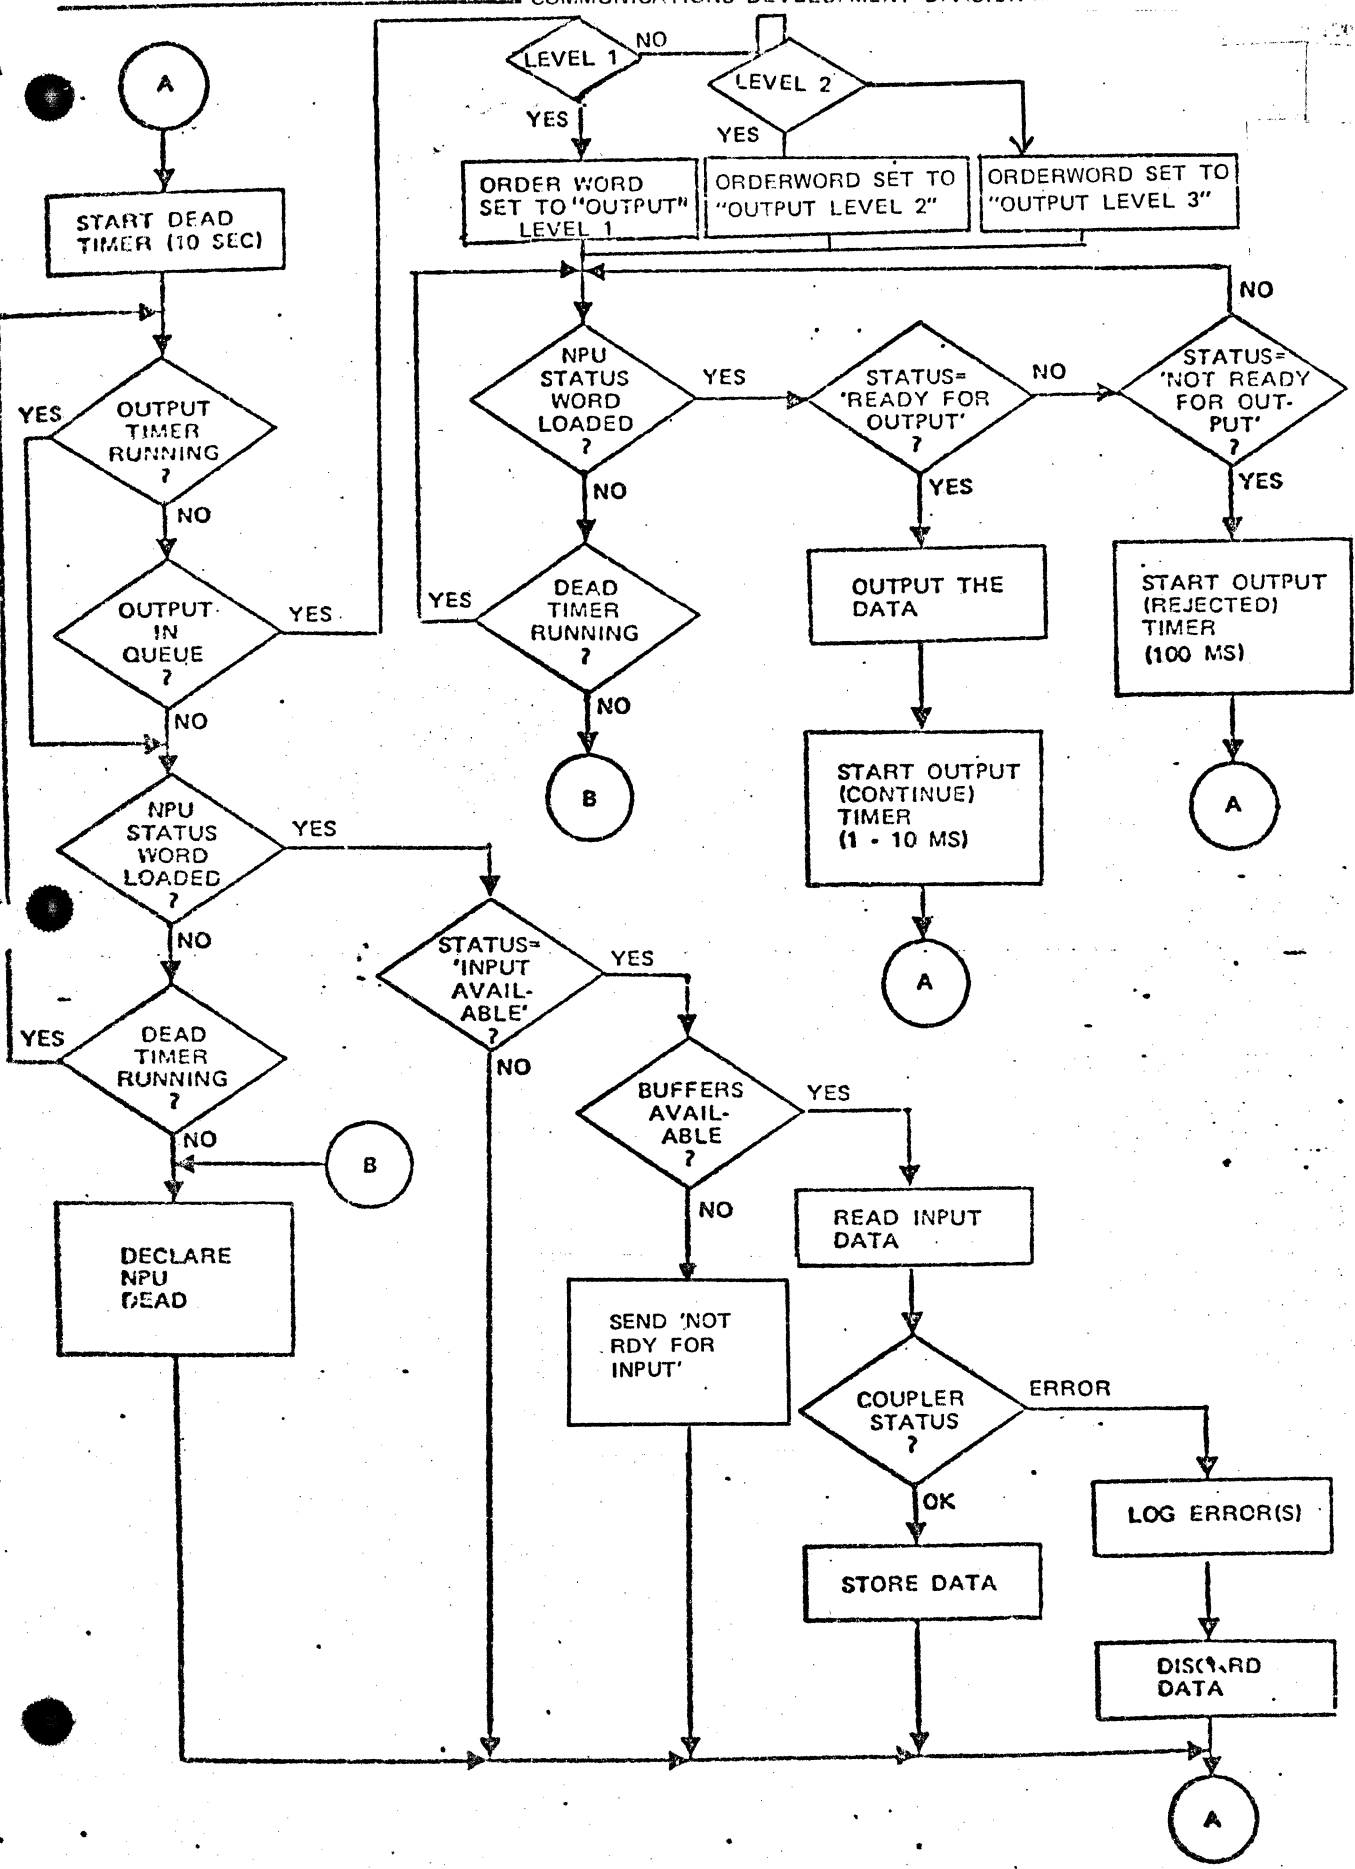 COMMUNICATIONS DEVELOPMENT DIVISION
A
START DEAD
TIMER (10 SEC)
OUTPUT
TIMER
RUNNING
?
YES
NO
OUTPUT
IN
QUEUE
?
YES
NO
NPU
STATUS
WORD
LOADED
?
YES
NO
DEAD
TIMER
RUNNING
?
YES
NO
B
DECLARE
NPU
DEAD
LEVEL 1
NO
YES
LEVEL 2
YES
ORDER WORD
SET TO "OUTPUT"
LEVEL 1
ORDERWORD SET TO
"OUTPUT LEVEL 2"
ORDERWORD SET TO
"OUTPUT LEVEL 3"
NPU
STATUS
WORD
LOADED
?
YES
NO
DEAD
TIMER
RUNNING
?
YES
NO
B
STATUS=
'READY FOR
OUTPUT'
?
NO
YES
OUTPUT THE
DATA
START OUTPUT
(CONTINUE)
TIMER
(1 - 10 MS)
A
NO
STATUS=
'NOT READY
FOR OUT-
PUT'
?
YES
START OUTPUT
(REJECTED)
TIMER
(100 MS)
A
STATUS=
'INPUT
AVAIL-
ABLE'
?
YES
NO
BUFFERS
AVAIL-
ABLE
?
YES
NO
SEND 'NOT
RDY FOR
INPUT'
READ INPUT
DATA
COUPLER
STATUS
?
ERROR
OK
STORE DATA
LOG ERROR(S)
DISCARD
DATA
A